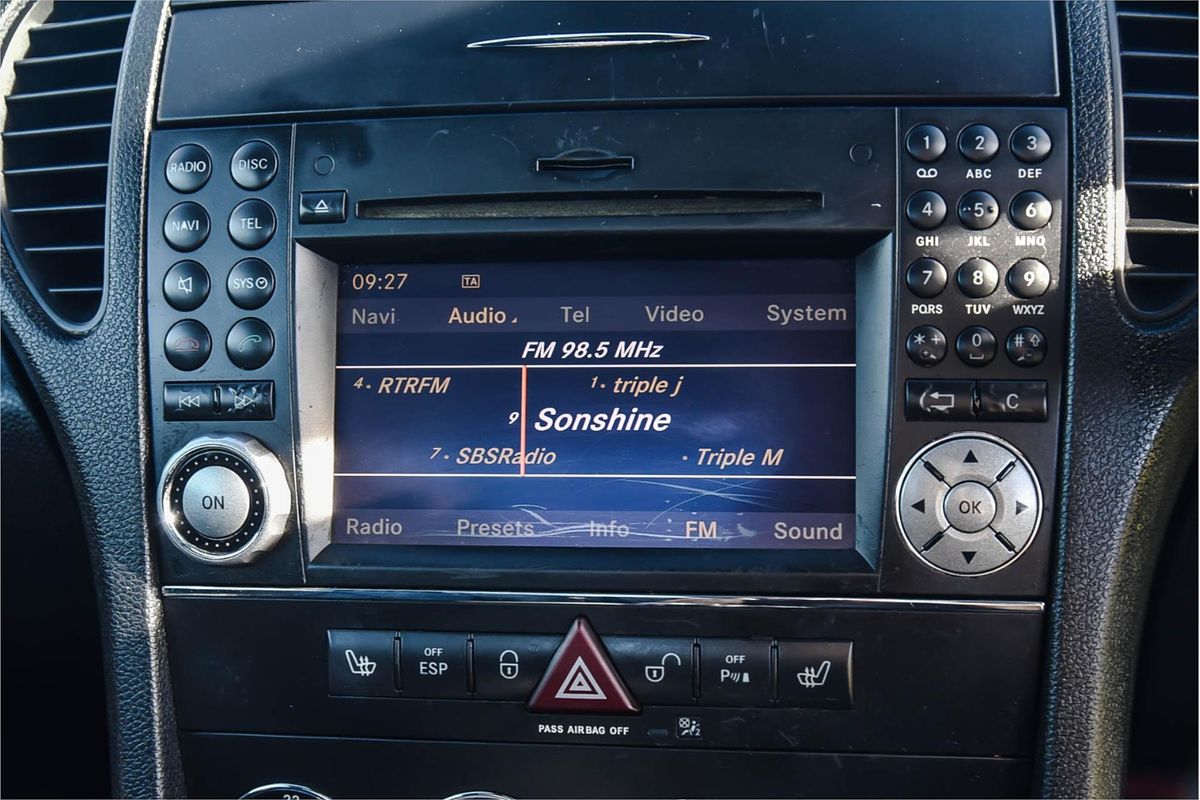 RADIO DISC
NAVI TEL
SYS
ON
09:27 TA
Navi Audio Tel Video System
FM 98.5 MHz
4· RTRFM 1· triple j
9 Sonshine
7· SBSRadio · Triple M
Radio Presets Info FM Sound
1 2 3
ABC DEF
4 5 6
GHI JKL MNO
7 8 9
PQRS TUV WXYZ
* + 0 #
C
OK
OFF
ESP
OFF
P
PASS AIRBAG OFF
2